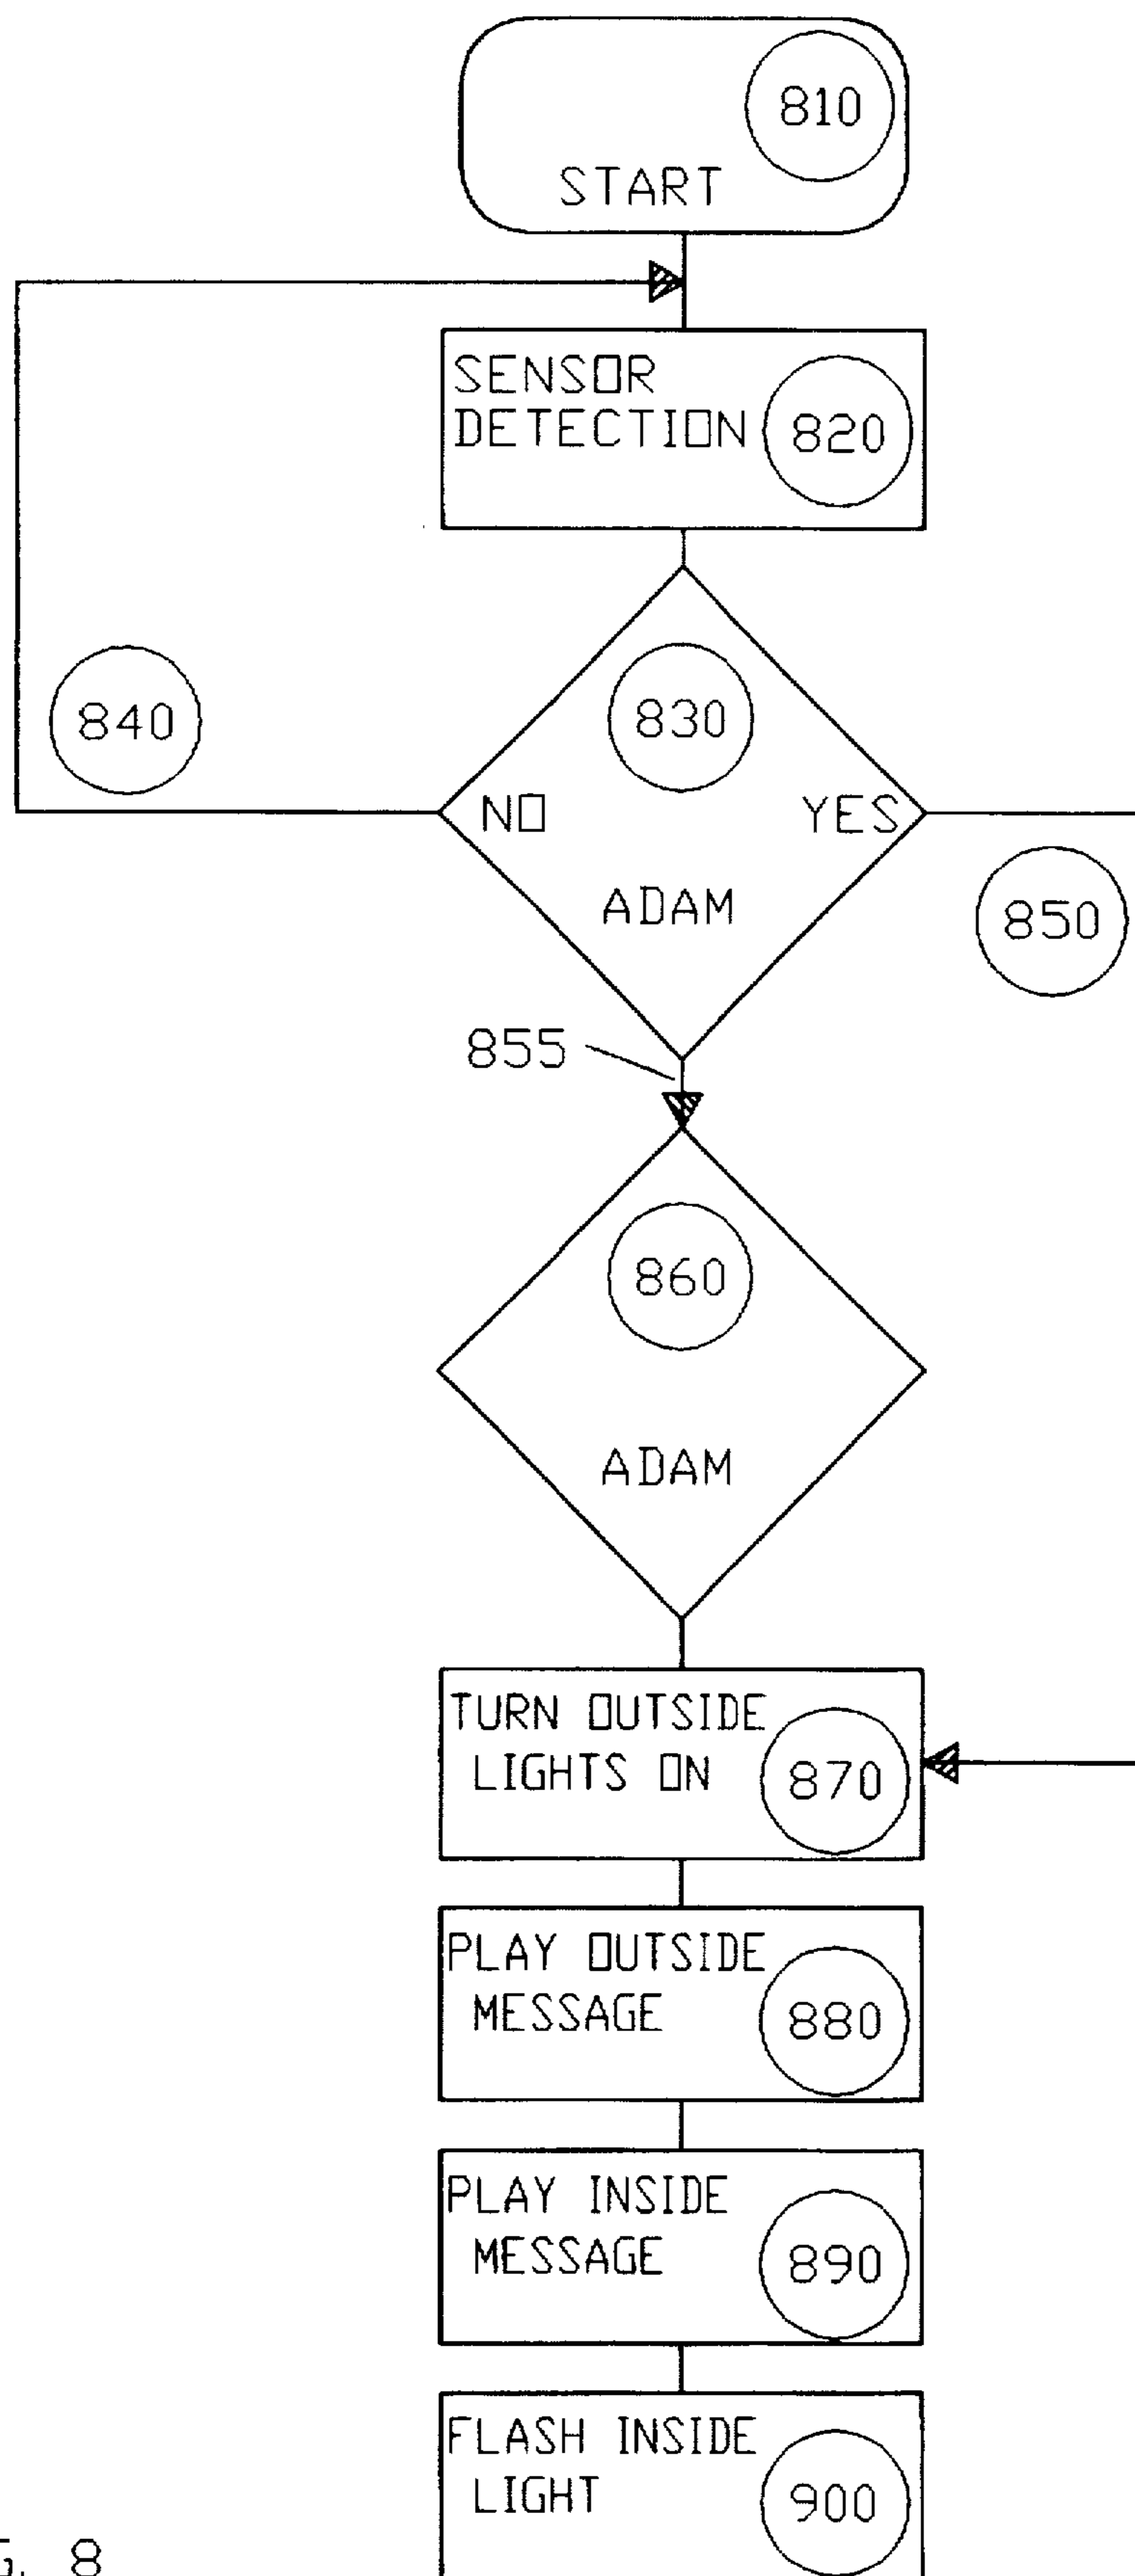 810
START
SENSOR
DETECTION
820
840
830
NO
YES
ADAM
850
855
860
ADAM
TURN OUTSIDE
LIGHTS ON
870
PLAY OUTSIDE
MESSAGE
880
PLAY INSIDE
MESSAGE
890
FLASH INSIDE
LIGHT
900
G. 8